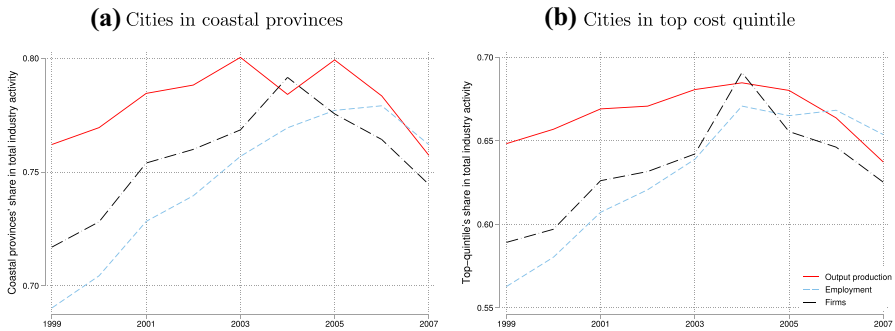 (a) Cities in coastal provinces
Coastal provinces' share in total industry activity
0.80
0.75
0.70
1999 2001 2003 2005 2007
(b) Cities in top cost quintile
Top–quintile's share in total industry activity
0.70
0.65
0.60
0.55
Output production
Employment
Firms
1999 2001 2003 2005 2007